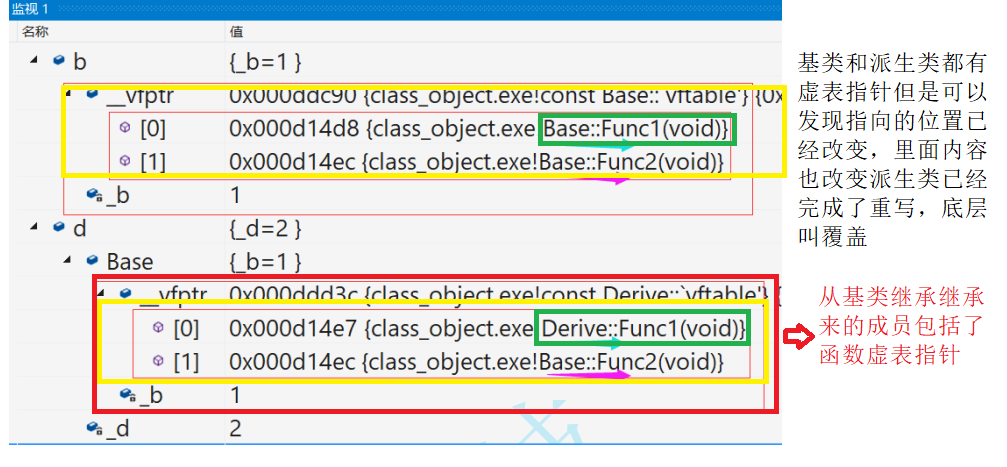 监视 1
名称 值
b {_b=1 }
__vfptr 0x000ddc90 {class_object.exe!const Base::`vftable'} {0x
[0] 0x000d14d8 {class_object.exe Base::Func1(void)}
[1] 0x000d14ec {class_object.exe!Base::Func2(void)}
_b 1
d {_d=2 }
Base {_b=1 }
__vfptr 0x000ddd3c {class_object.exe!const Derive::`vftable'}
[0] 0x000d14e7 {class_object.exe Derive::Func1(void)}
[1] 0x000d14ec {class_object.exe!Base::Func2(void)}
_b 1
_d 2
基类和派生类都有
虚表指针但是可以
发现指向的位置已
经改变，里面内容
也改变派生类已经
完成了重写，底层
叫覆盖
从基类继承继承
来的成员包括了
函数虚表指针